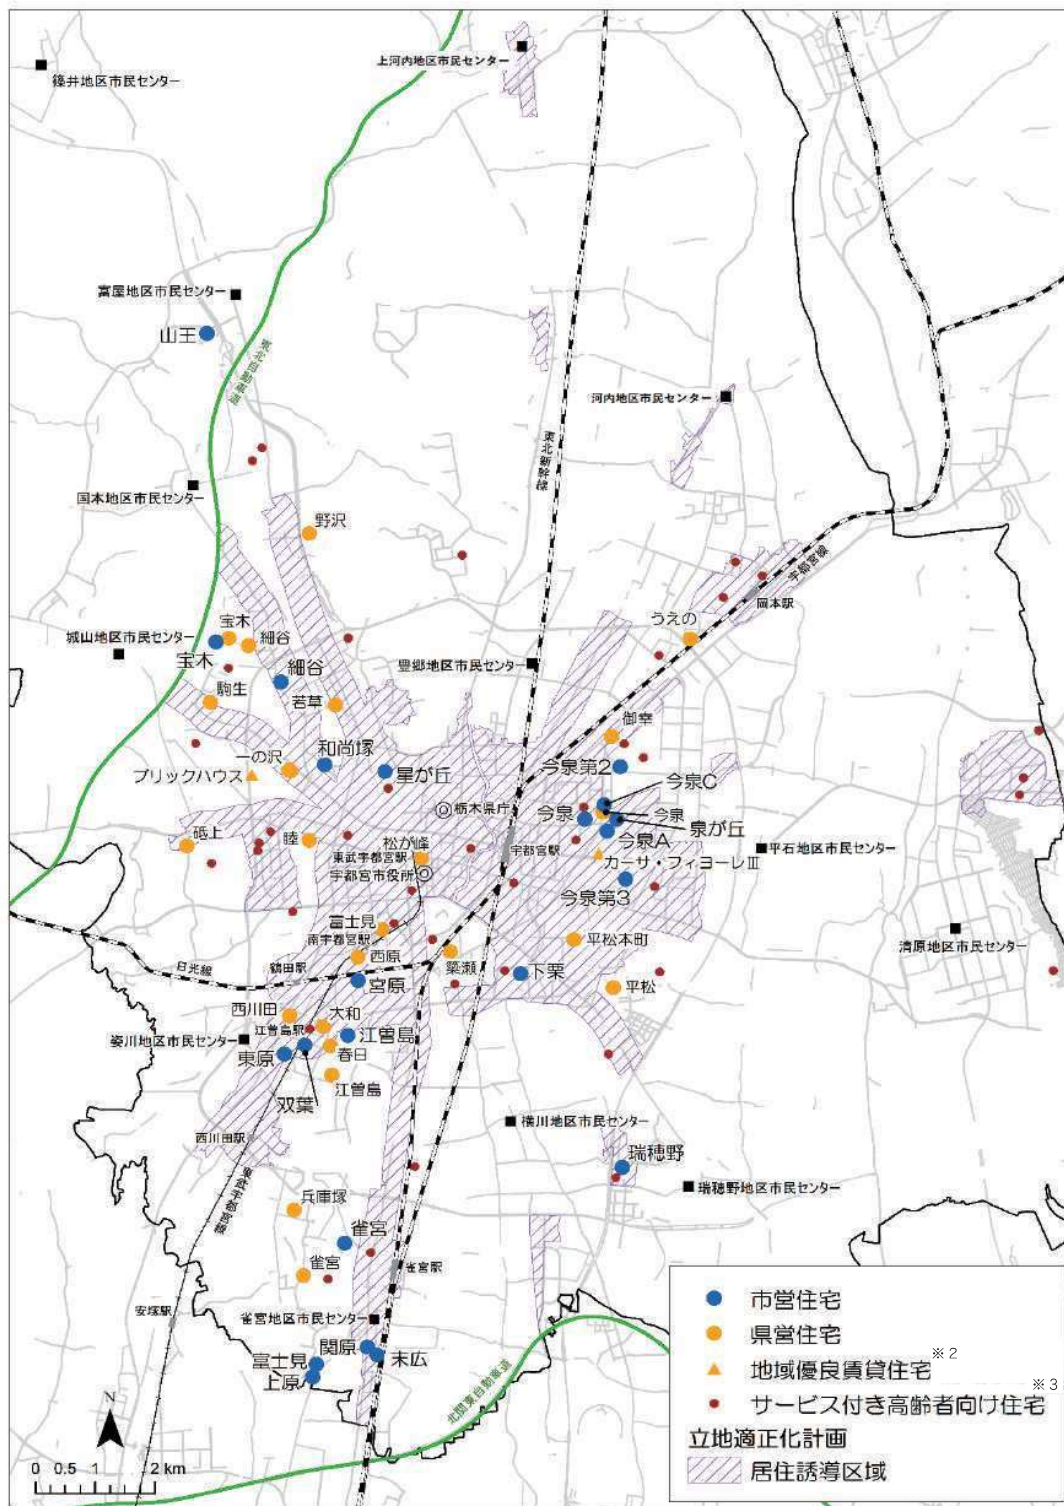 上河内地区市民センター
篠井地区市民センター
富屋地区市民センター
山王
東北自動車道
河内地区市民センター
東北新幹線
国本地区市民センター
野沢
宇都宮線
岡本駅
うえの
宝木
細谷
城山地区市民センター
宝木
細谷
豊郷地区市民センター
駒生
若草
御幸
和尚塚
一の沢
星が丘
ブリックハウス
今泉第2
今泉C
栃木県庁
今泉
今泉
泉が丘
今泉A
砥上
睦
松が峰
東武宇都宮駅
宇都宮駅
宇都宮市役所
カーサ・フィヨーレⅢ
平石地区市民センター
今泉第3
富士見
南宇都宮駅
平松本町
清原地区市民センター
西原
簗瀬
日光線
鶴田駅
宮原
下栗
平松
西川田
大和
江曽島駅
江曽島
姿川地区市民センター
東原
春日
江曽島
双葉
横川地区市民センター
西川田駅
瑞穂野
東武宇都宮線
瑞穂野地区市民センター
兵庫塚
雀宮
雀宮
雀宮駅
安塚駅
雀宮地区市民センター
関原
末広
富士見
上原
北関東自動車道
N
0 0.5 1 2 km
市営住宅
県営住宅
地域優良賃貸住宅※2
サービス付き高齢者向け住宅※3
立地適正化計画
居住誘導区域